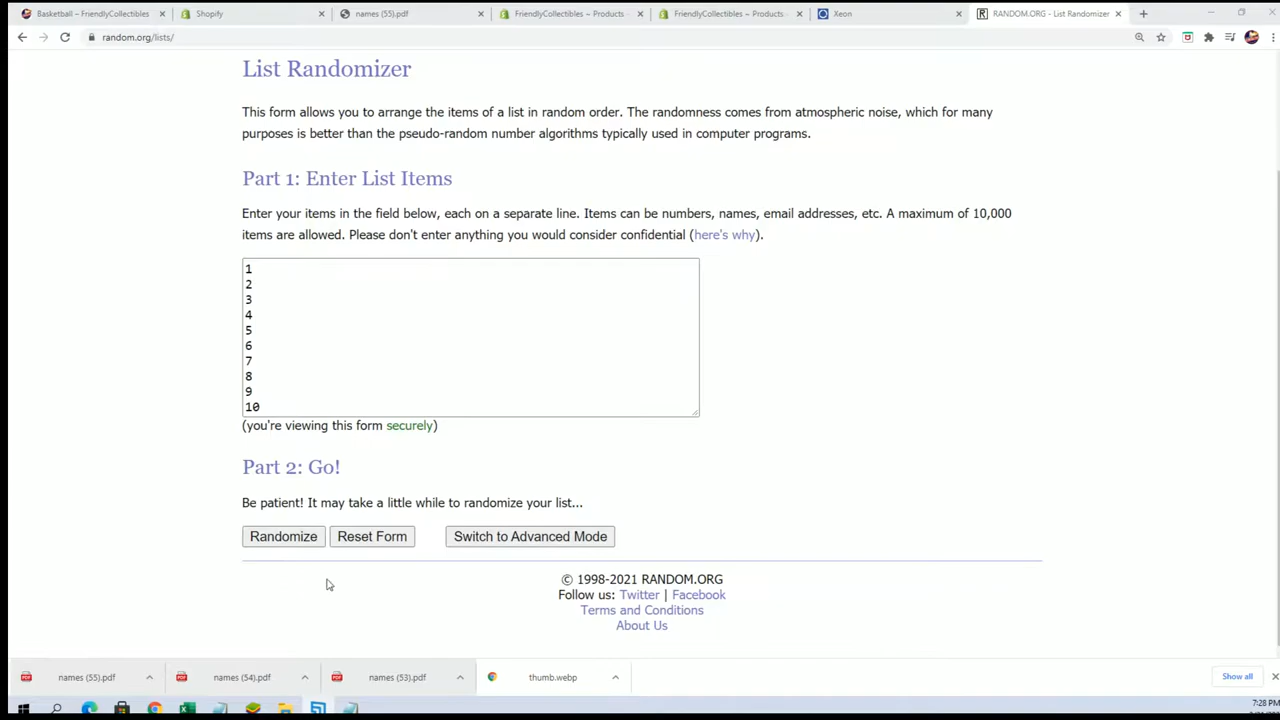 Basketball – FriendlyCollectibles
Shopify
names (55).pdf
FriendlyCollectibles ~ Products
FriendlyCollectibles ~ Products
Xeon
RANDOM.ORG - List Randomizer
random.org/lists/
List Randomizer
This form allows you to arrange the items of a list in random order. The randomness comes from atmospheric noise, which for many
purposes is better than the pseudo-random number algorithms typically used in computer programs.
Part 1: Enter List Items
Enter your items in the field below, each on a separate line. Items can be numbers, names, email addresses, etc. A maximum of 10,000
items are allowed. Please don't enter anything you would consider confidential (here's why).
1
2
3
4
5
6
7
8
9
10
(you're viewing this form securely)
Part 2: Go!
Be patient! It may take a little while to randomize your list...
Randomize Reset Form Switch to Advanced Mode
© 1998-2021 RANDOM.ORG
Follow us: Twitter | Facebook
Terms and Conditions
About Us
names (55).pdf
names (54).pdf
names (53).pdf
thumb.webp
Show all
7:28 PM